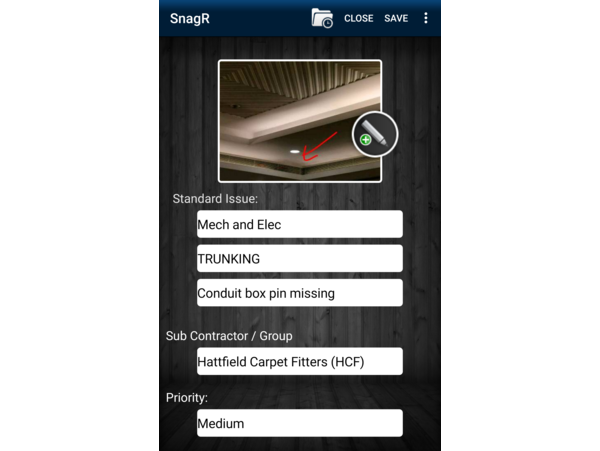 SnagR
CLOSE SAVE
Standard Issue:
Mech and Elec
TRUNKING
Conduit box pin missing
Sub Contractor / Group
Hattfield Carpet Fitters (HCF)
Priority:
Medium